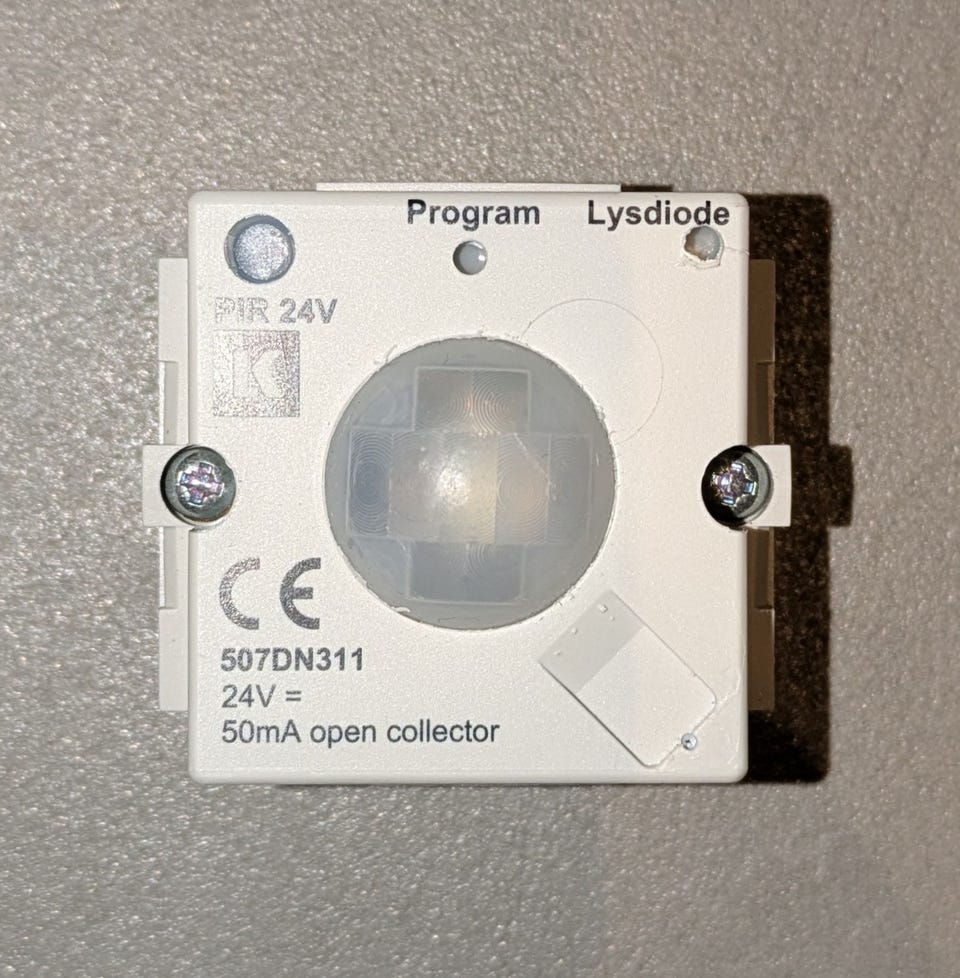 Program Lysdiode
PIR 24V
K
CE
507DN311
24V =
50mA open collector